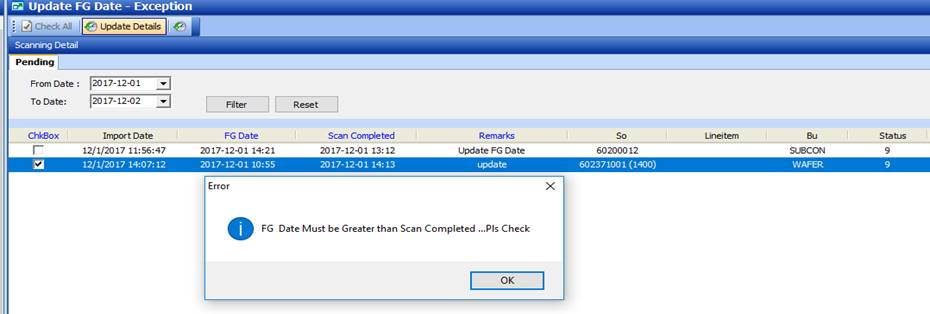 Update FG Date - Exception
Check All Update Details
Scanning Detail
Pending
From Date : 2017-12-01
To Date: 2017-12-02 Filter Reset
ChkBox Import Date FG Date Scan Completed Remarks So Lineitem Bu Status
12/1/2017 11:56:47 2017-12-01 14:21 2017-12-01 13:12 Update FG Date 60200012 SUBCON 9
12/1/2017 14:07:12 2017-12-01 10:55 2017-12-01 14:13 update 602371001 (1400) WAFER 9
Error
FG Date Must be Greater than Scan Completed ...Pls Check
OK